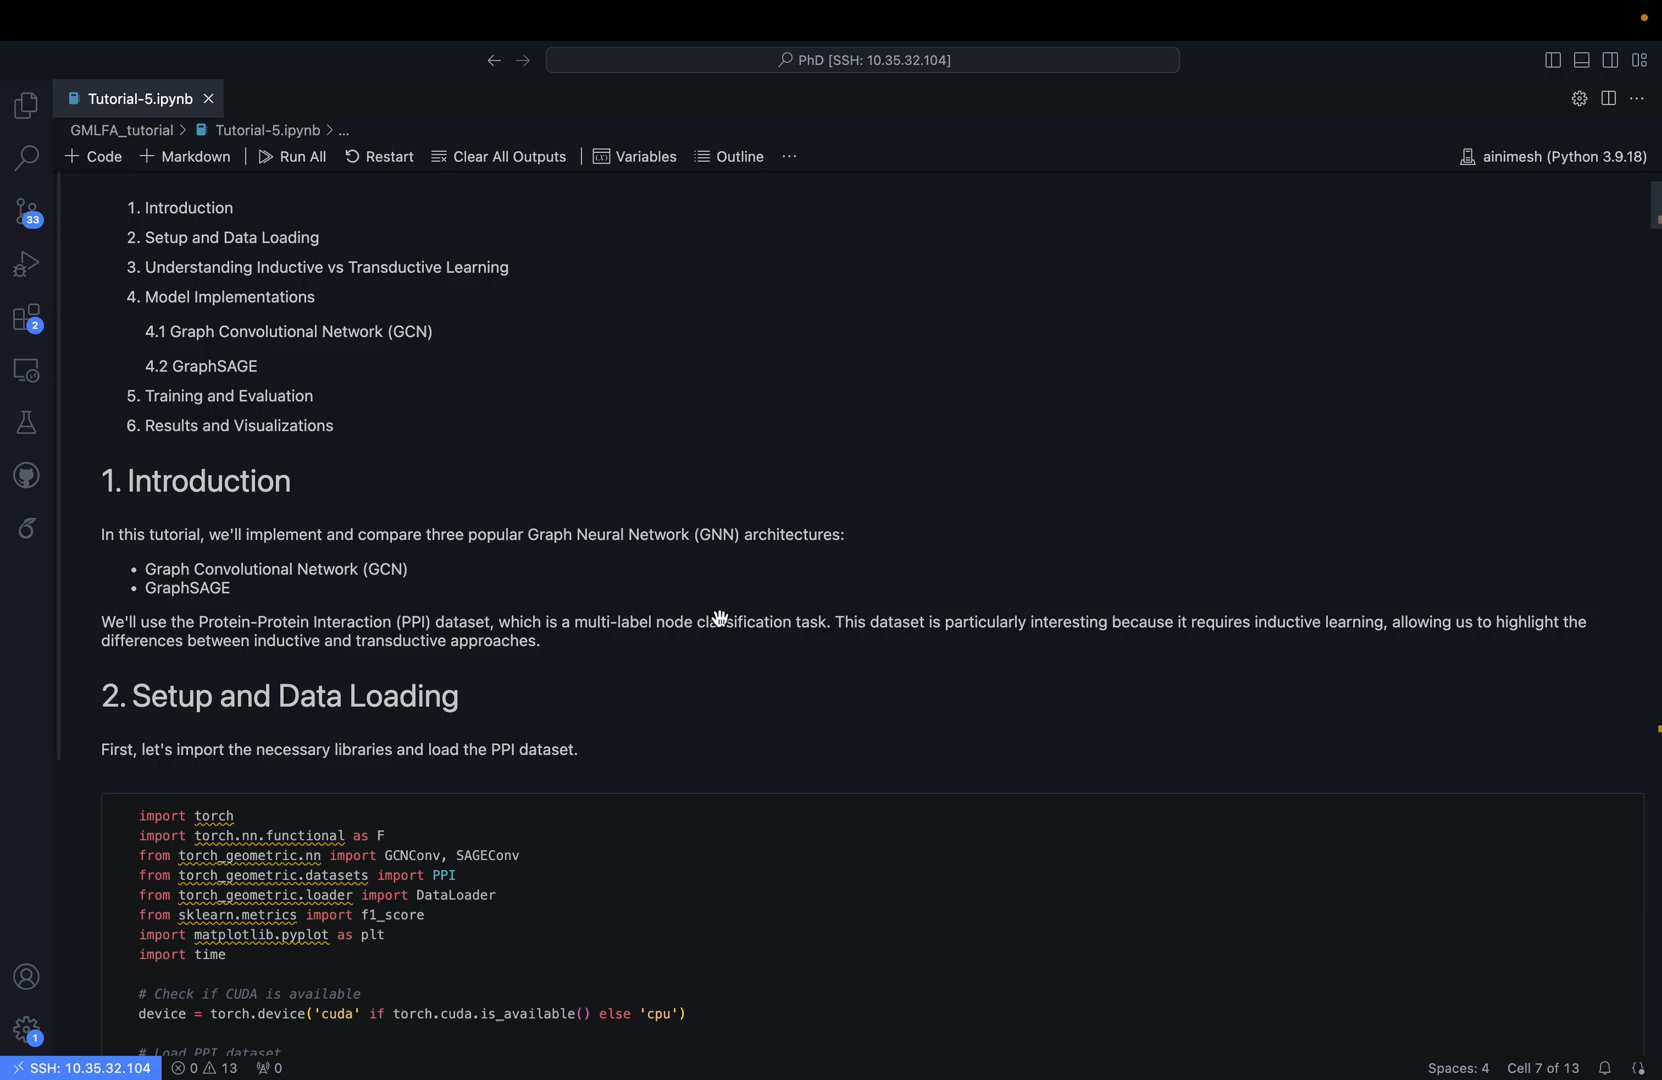 PhD [SSH: 10.35.32.104]
Tutorial-5.ipynb
GMLFA_tutorial > Tutorial-5.ipynb > ...
+ Code + Markdown Run All Restart Clear All Outputs Variables Outline ... ainimesh (Python 3.9.18)
33
2
1
1. Introduction
2. Setup and Data Loading
3. Understanding Inductive vs Transductive Learning
4. Model Implementations
4.1 Graph Convolutional Network (GCN)
4.2 GraphSAGE
5. Training and Evaluation
6. Results and Visualizations
1. Introduction
In this tutorial, we'll implement and compare three popular Graph Neural Network (GNN) architectures:
• Graph Convolutional Network (GCN)
• GraphSAGE
We'll use the Protein-Protein Interaction (PPI) dataset, which is a multi-label node classification task. This dataset is particularly interesting because it requires inductive learning, allowing us to highlight the
differences between inductive and transductive approaches.
2. Setup and Data Loading
First, let's import the necessary libraries and load the PPI dataset.
import torch
import torch.nn.functional as F
from torch_geometric.nn import GCNConv, SAGEConv
from torch_geometric.datasets import PPI
from torch_geometric.loader import DataLoader
from sklearn.metrics import f1_score
import matplotlib.pyplot as plt
import time
# Check if CUDA is available
device = torch.device('cuda' if torch.cuda.is_available() else 'cpu')
# Load PPI dataset
SSH: 10.35.32.104 0 13 0 Spaces: 4 Cell 7 of 13